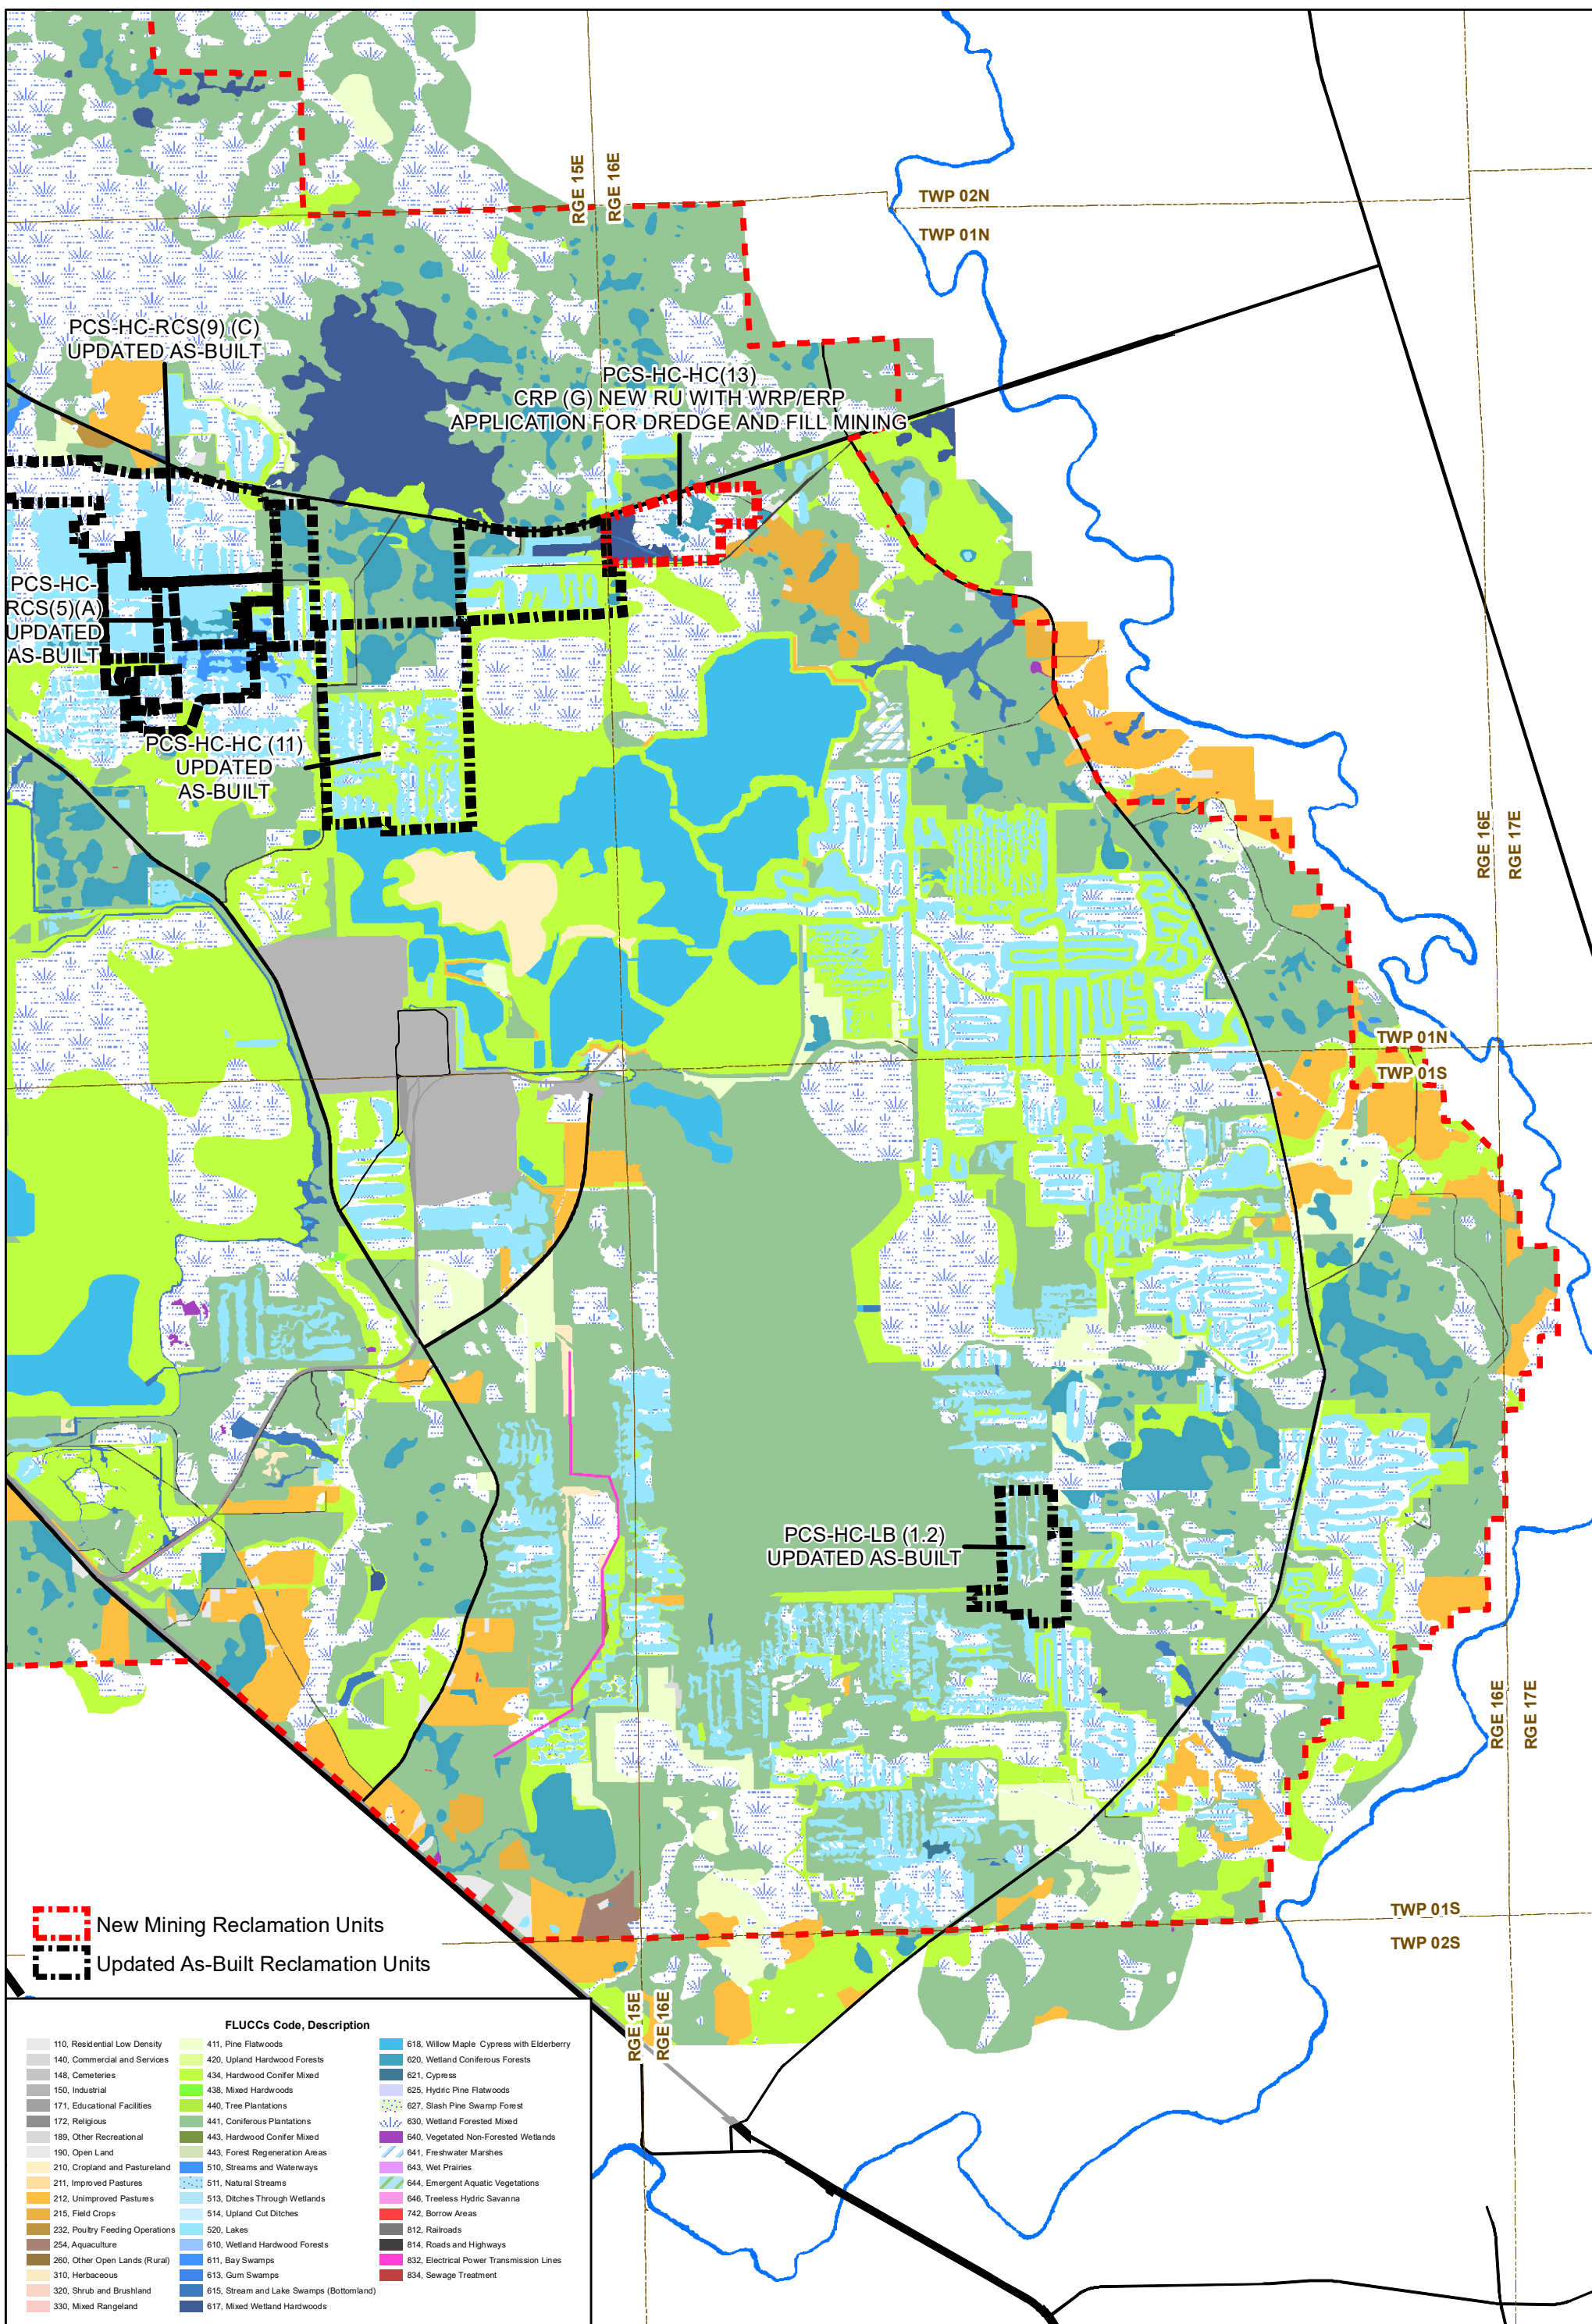 RGE 15E
RGE 16E
TWP 02N
TWP 01N
PCS-HC-RCS(9) (C)
UPDATED AS-BUILT
PCS-HC-HC(13)
CRP (G) NEW RU WITH WRP/ERP
APPLICATION FOR DREDGE AND FILL MINING
PCS-HC-
RCS(5)(A)
UPDATED
AS-BUILT
PCS-HC-HC (11)
UPDATED
AS-BUILT
RGE 16E
RGE 17E
TWP 01N
TWP 01S
PCS-HC-LB (1.2)
UPDATED AS-BUILT
RGE 16E
RGE 17E
TWP 01S
TWP 02S
RGE 15E
RGE 16E
New Mining Reclamation Units
Updated As-Built Reclamation Units
FLUCCs Code, Description
110, Residential Low Density
140, Commercial and Services
148, Cemeteries
150, Industrial
171, Educational Facilities
172, Religious
189, Other Recreational
190, Open Land
210, Cropland and Pastureland
211, Improved Pastures
212, Unimproved Pastures
215, Field Crops
232, Poultry Feeding Operations
254, Aquaculture
260, Other Open Lands (Rural)
310, Herbaceous
320, Shrub and Brushland
330, Mixed Rangeland
411, Pine Flatwoods
420, Upland Hardwood Forests
434, Hardwood Conifer Mixed
438, Mixed Hardwoods
440, Tree Plantations
441, Coniferous Plantations
443, Hardwood Conifer Mixed
443, Forest Regeneration Areas
510, Streams and Waterways
511, Natural Streams
513, Ditches Through Wetlands
514, Upland Cut Ditches
520, Lakes
610, Wetland Hardwood Forests
611, Bay Swamps
613, Gum Swamps
615, Stream and Lake Swamps (Bottomland)
617, Mixed Wetland Hardwoods
618, Willow Maple Cypress with Elderberry
620, Wetland Coniferous Forests
621, Cypress
625, Hydric Pine Flatwoods
627, Slash Pine Swamp Forest
630, Wetland Forested Mixed
640, Vegetated Non-Forested Wetlands
641, Freshwater Marshes
643, Wet Prairies
644, Emergent Aquatic Vegetations
646, Treeless Hydric Savanna
742, Borrow Areas
812, Railroads
814, Roads and Highways
832, Electrical Power Transmission Lines
834, Sewage Treatment